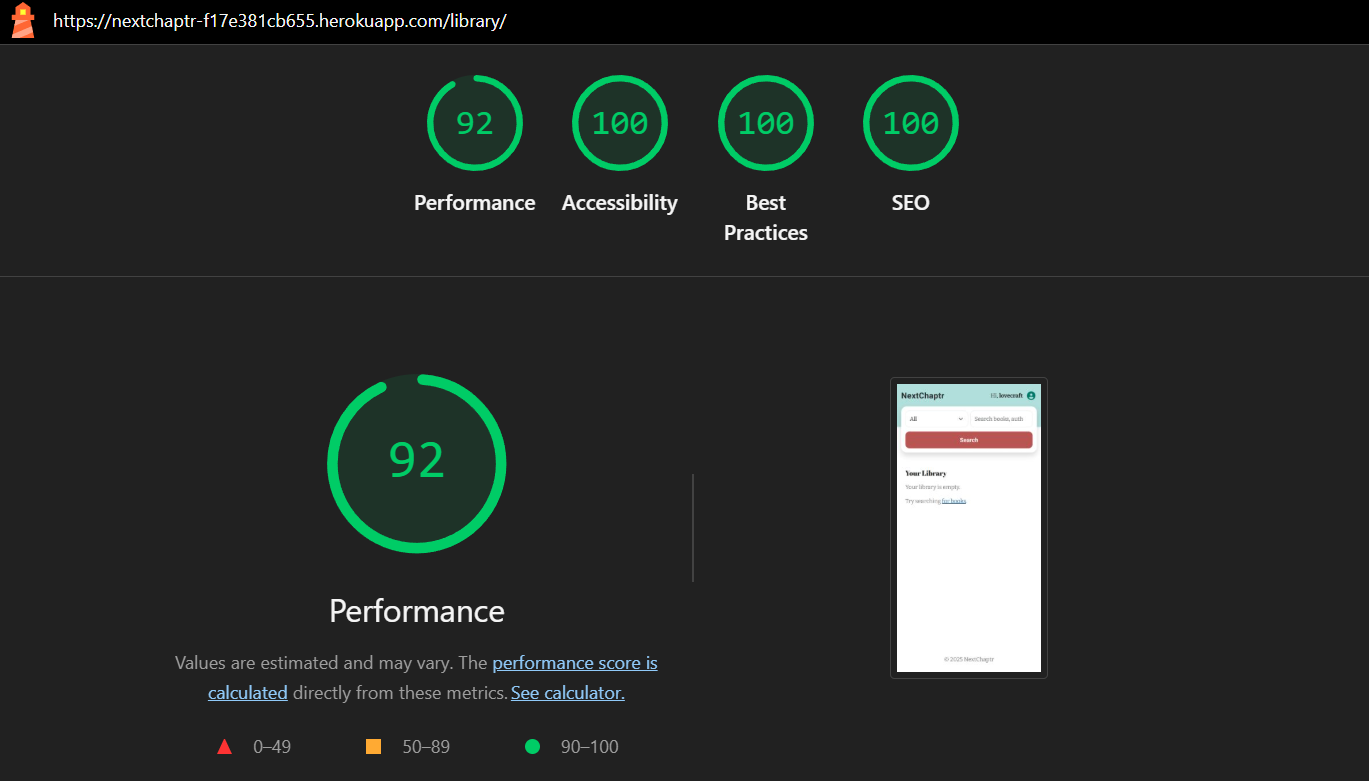 https://nextchaptr-f17e381cb655.herokuapp.com/library/
92
100
100
100
Performance
Accessibility
Best
Practices
SEO
92
Performance
Values are estimated and may vary. The performance score is
calculated directly from these metrics. See calculator.
0–49
50–89
90–100
NextChaptr
Hi, lovecraft
All
Search books, auth
Search
Your Library
Your library is empty.
Try searching for books
© 2025 NextChaptr